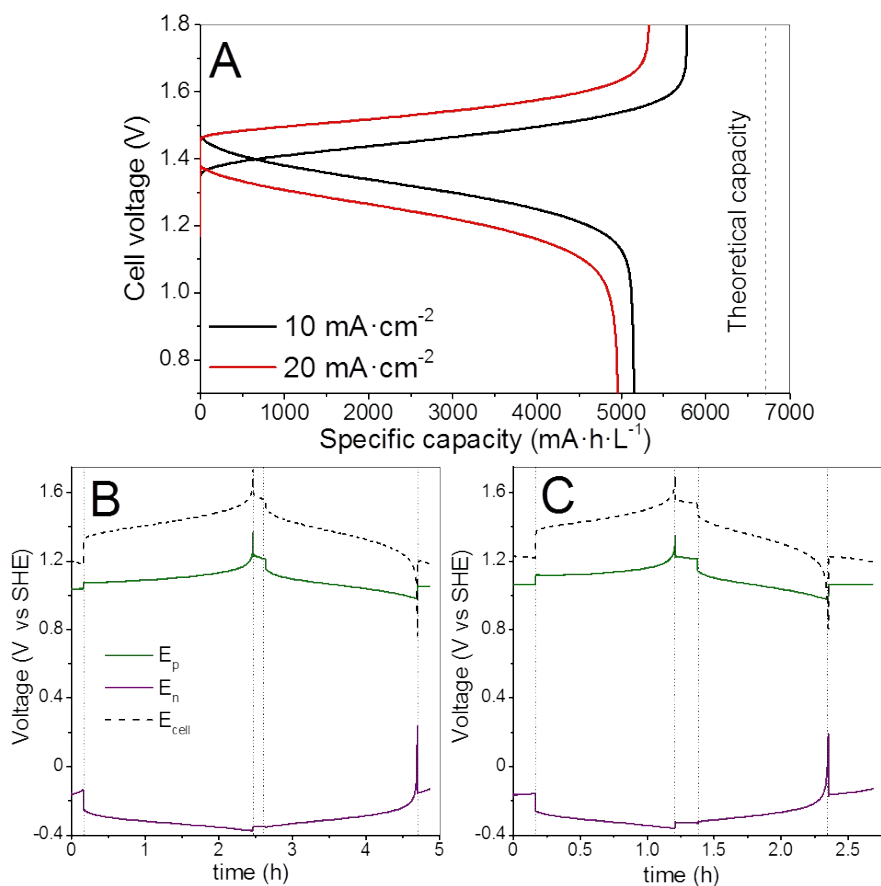 A
Cell voltage (V)
1.8
1.6
1.4
1.2
1.0
0.8
Theoretical capacity
10 mA·cm⁻²
20 mA·cm⁻²
0 1000 2000 3000 4000 5000 6000 7000
Specific capacity (mA·h·L⁻¹)
B
Voltage (V vs SHE)
1.6
1.2
0.8
0.4
0
-0.4
Eₚ
Eₙ
E_cell
0 1 2 3 4 5
time (h)
C
Voltage (V vs SHE)
1.6
1.2
0.8
0.4
0
-0.4
0.0 0.5 1.0 1.5 2.0 2.5
time (h)